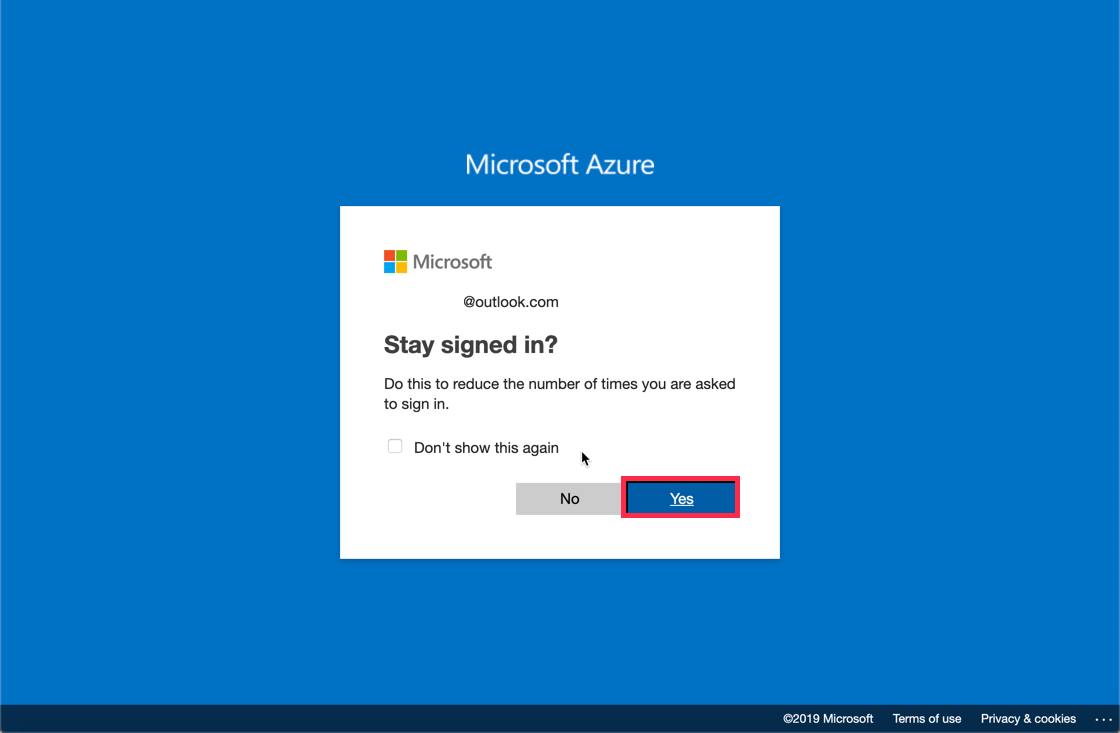 Microsoft Azure
Microsoft
@outlook.com
Stay signed in?
Do this to reduce the number of times you are asked
to sign in.
Don't show this again
No
Yes
©2019 Microsoft Terms of use Privacy & cookies ...